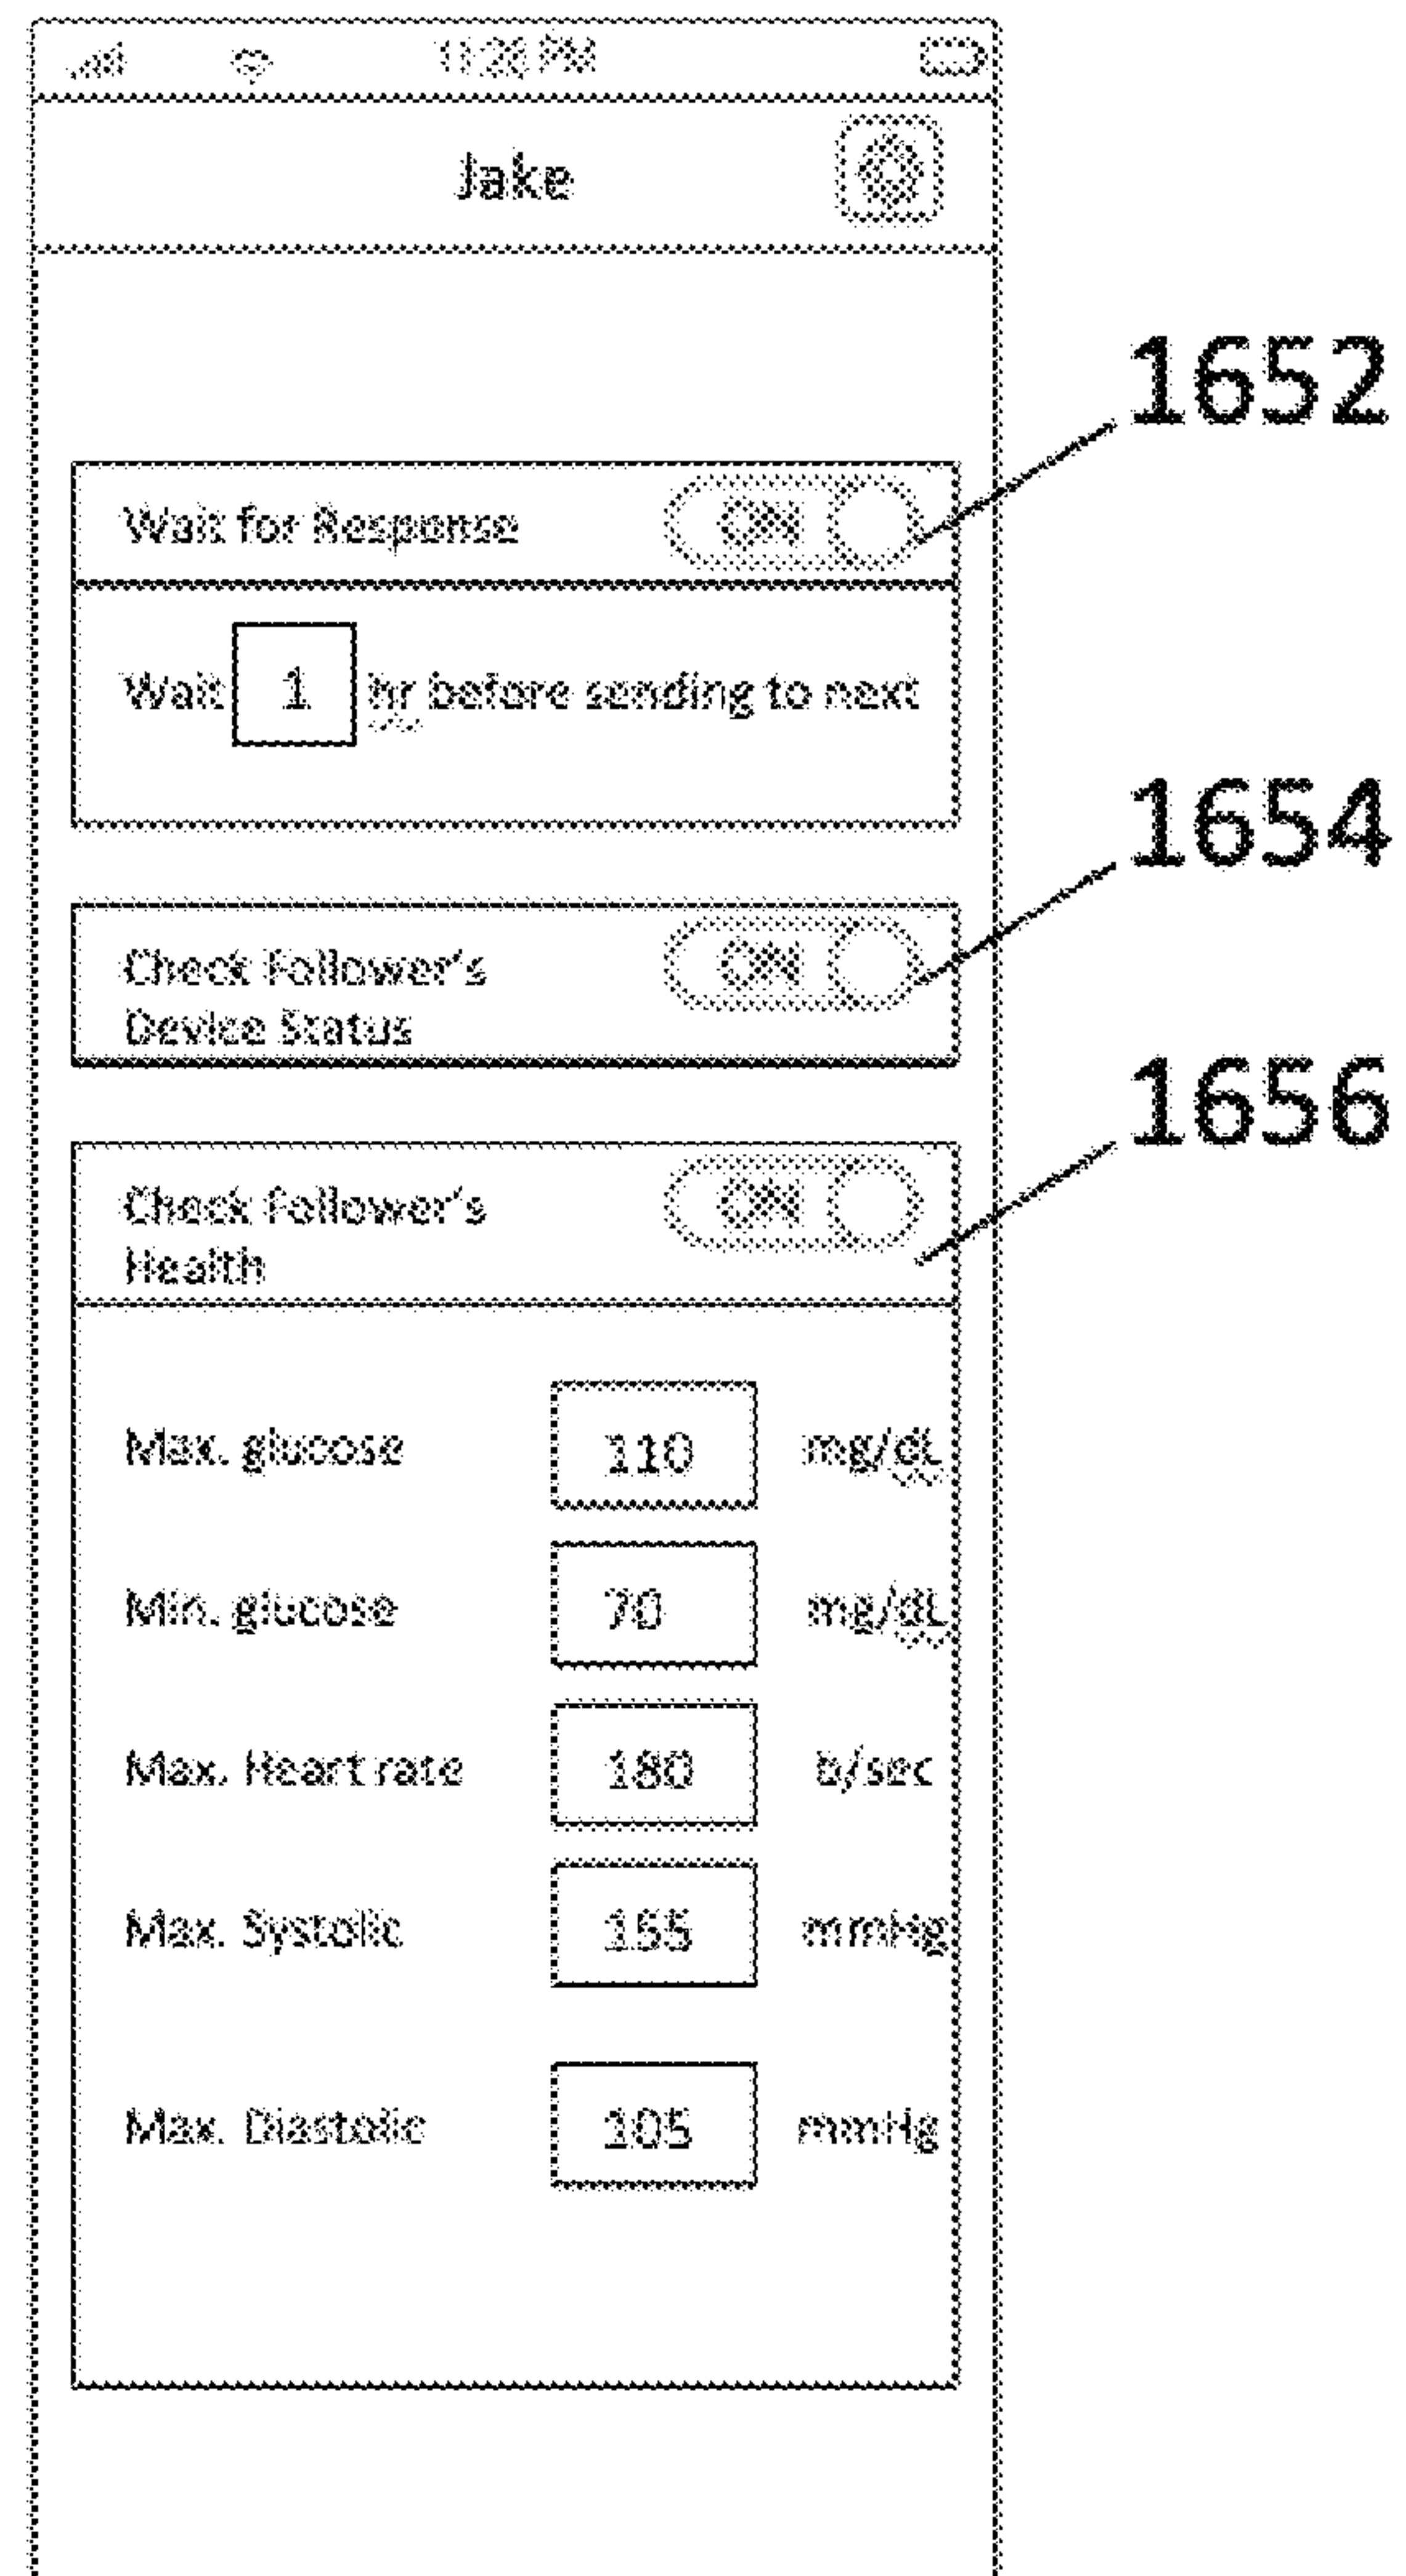 11:26 PM
Jake
1652
Wait for Response ON
Wait 1 hr before sending to next
1654
Check Follower's ON
Device Status
1656
Check Follower's ON
Health
Max. glucose 110 mg/dL
Min. glucose 70 mg/dL
Max. Heart rate 180 b/sec
Max. Systolic 155 mmHg
Max. Diastolic 105 mmHg